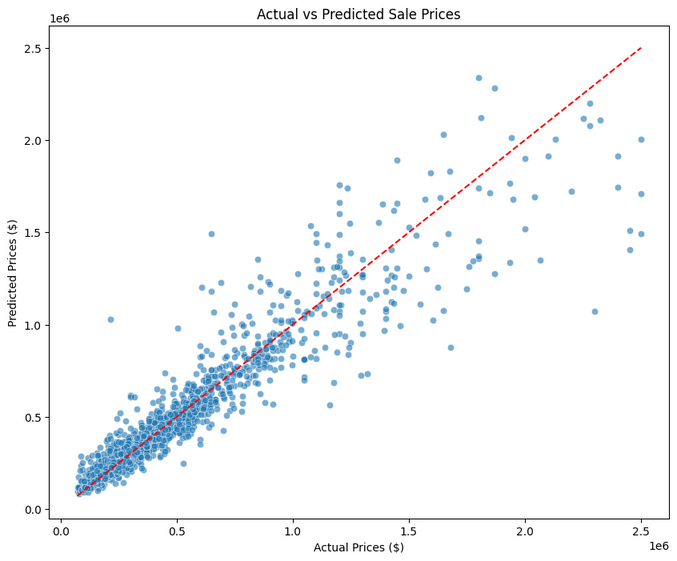 Actual vs Predicted Sale Prices
1e6
2.5
2.0
1.5
1.0
0.5
0.0
Predicted Prices ($)
0.0 0.5 1.0 1.5 2.0 2.5
1e6
Actual Prices ($)